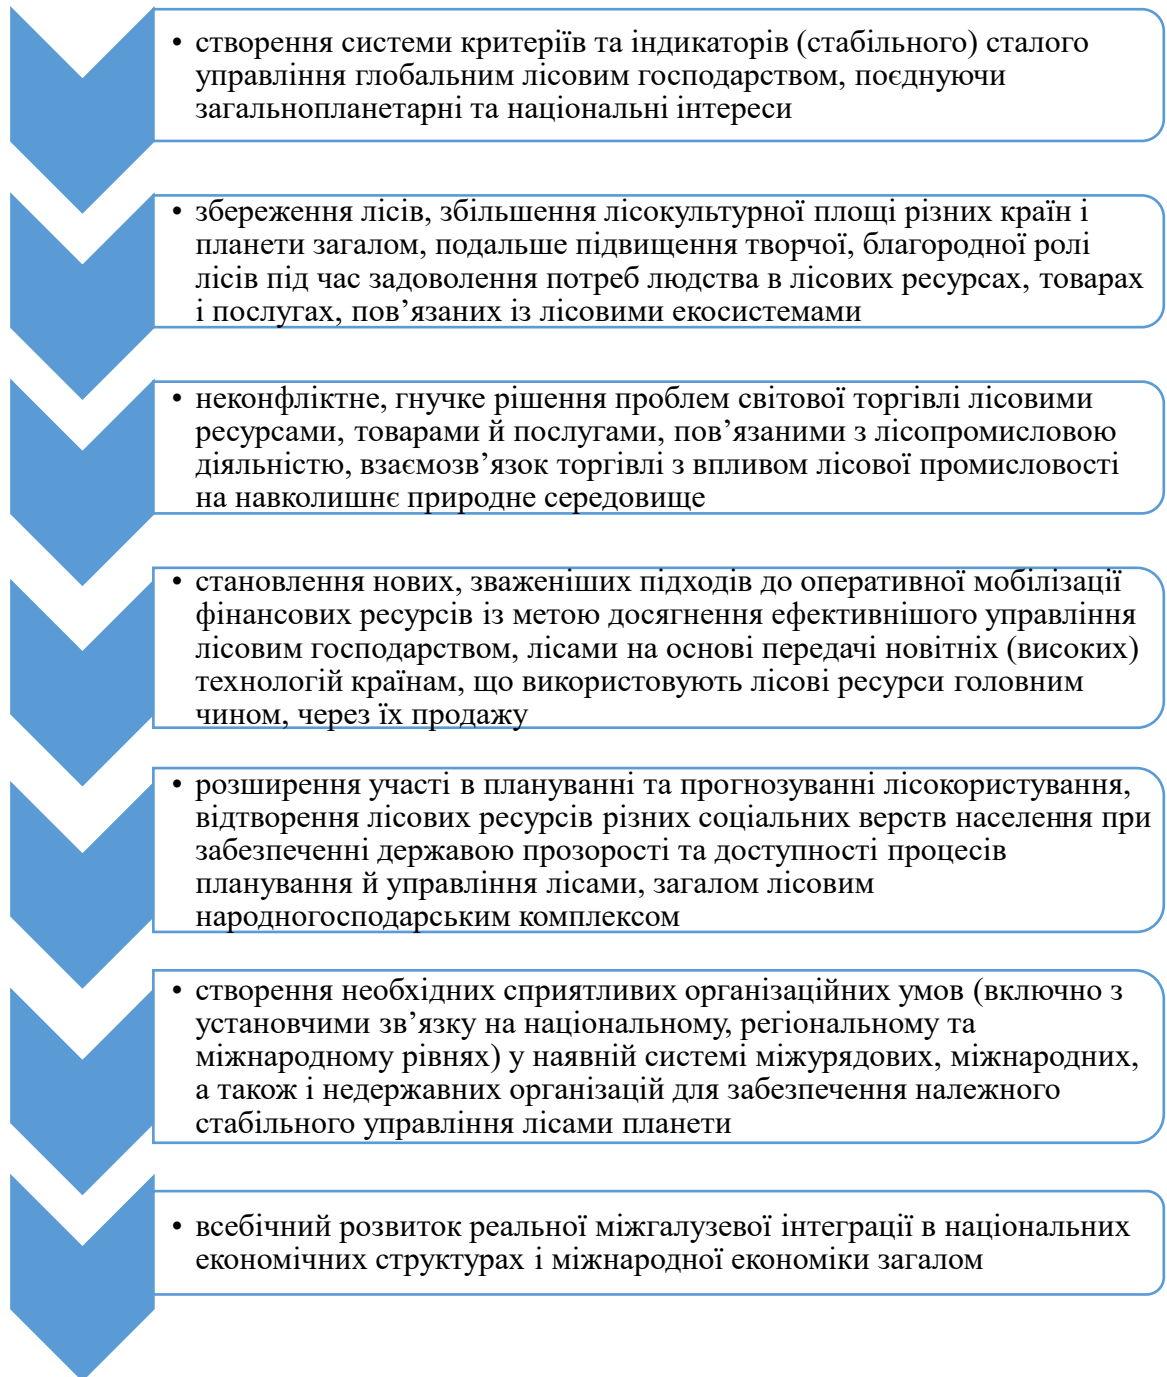 • створення системи критеріїв та індикаторів (стабільного) сталого
управління глобальним лісовим господарством, поєднуючи
загальнопланетарні та національні інтереси
• збереження лісів, збільшення лісокультурної площі різних країн і
планети загалом, подальше підвищення творчої, благородної ролі
лісів під час задоволення потреб людства в лісових ресурсах, товарах
і послугах, пов’язаних із лісовими екосистемами
• неконфліктне, гнучке рішення проблем світової торгівлі лісовими
ресурсами, товарами й послугами, пов’язаними з лісопромисловою
діяльністю, взаємозв’язок торгівлі з впливом лісової промисловості
на навколишнє природне середовище
• становлення нових, зваженіших підходів до оперативної мобілізації
фінансових ресурсів із метою досягнення ефективнішого управління
лісовим господарством, лісами на основі передачі новітніх (високих)
технологій країнам, що використовують лісові ресурси головним
чином, через їх продажу
• розширення участі в плануванні та прогнозуванні лісокористування,
відтворення лісових ресурсів різних соціальних верств населення при
забезпеченні державою прозорості та доступності процесів
планування й управління лісами, загалом лісовим
народногосподарським комплексом
• створення необхідних сприятливих організаційних умов (включно з
установчими зв’язку на національному, регіональному та
міжнародному рівнях) у наявній системі міжурядових, міжнародних,
а також і недержавних організацій для забезпечення належного
стабільного управління лісами планети
• всебічний розвиток реальної міжгалузевої інтеграції в національних
економічних структурах і міжнародної економіки загалом